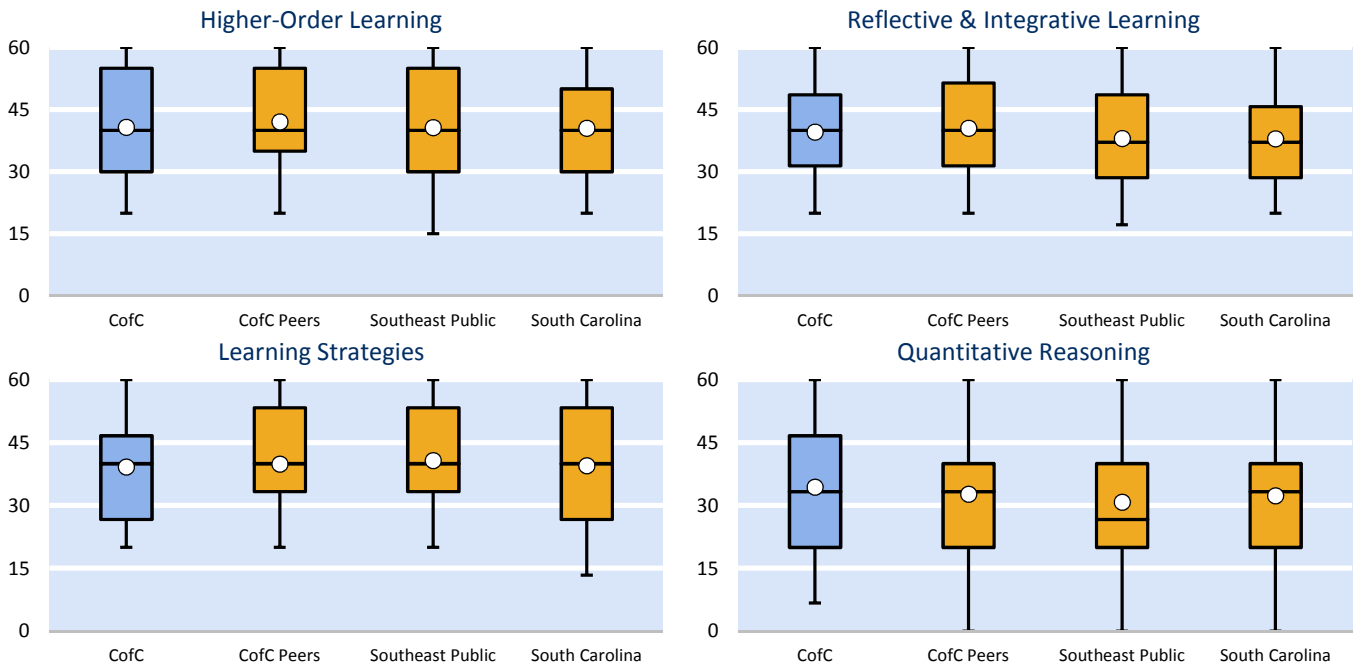 Higher-Order Learning
60
45
30
15
0
CofC CofC Peers Southeast Public South Carolina
Reflective & Integrative Learning
60
45
30
15
0
CofC CofC Peers Southeast Public South Carolina
Learning Strategies
60
45
30
15
0
CofC CofC Peers Southeast Public South Carolina
Quantitative Reasoning
60
45
30
15
0
CofC CofC Peers Southeast Public South Carolina